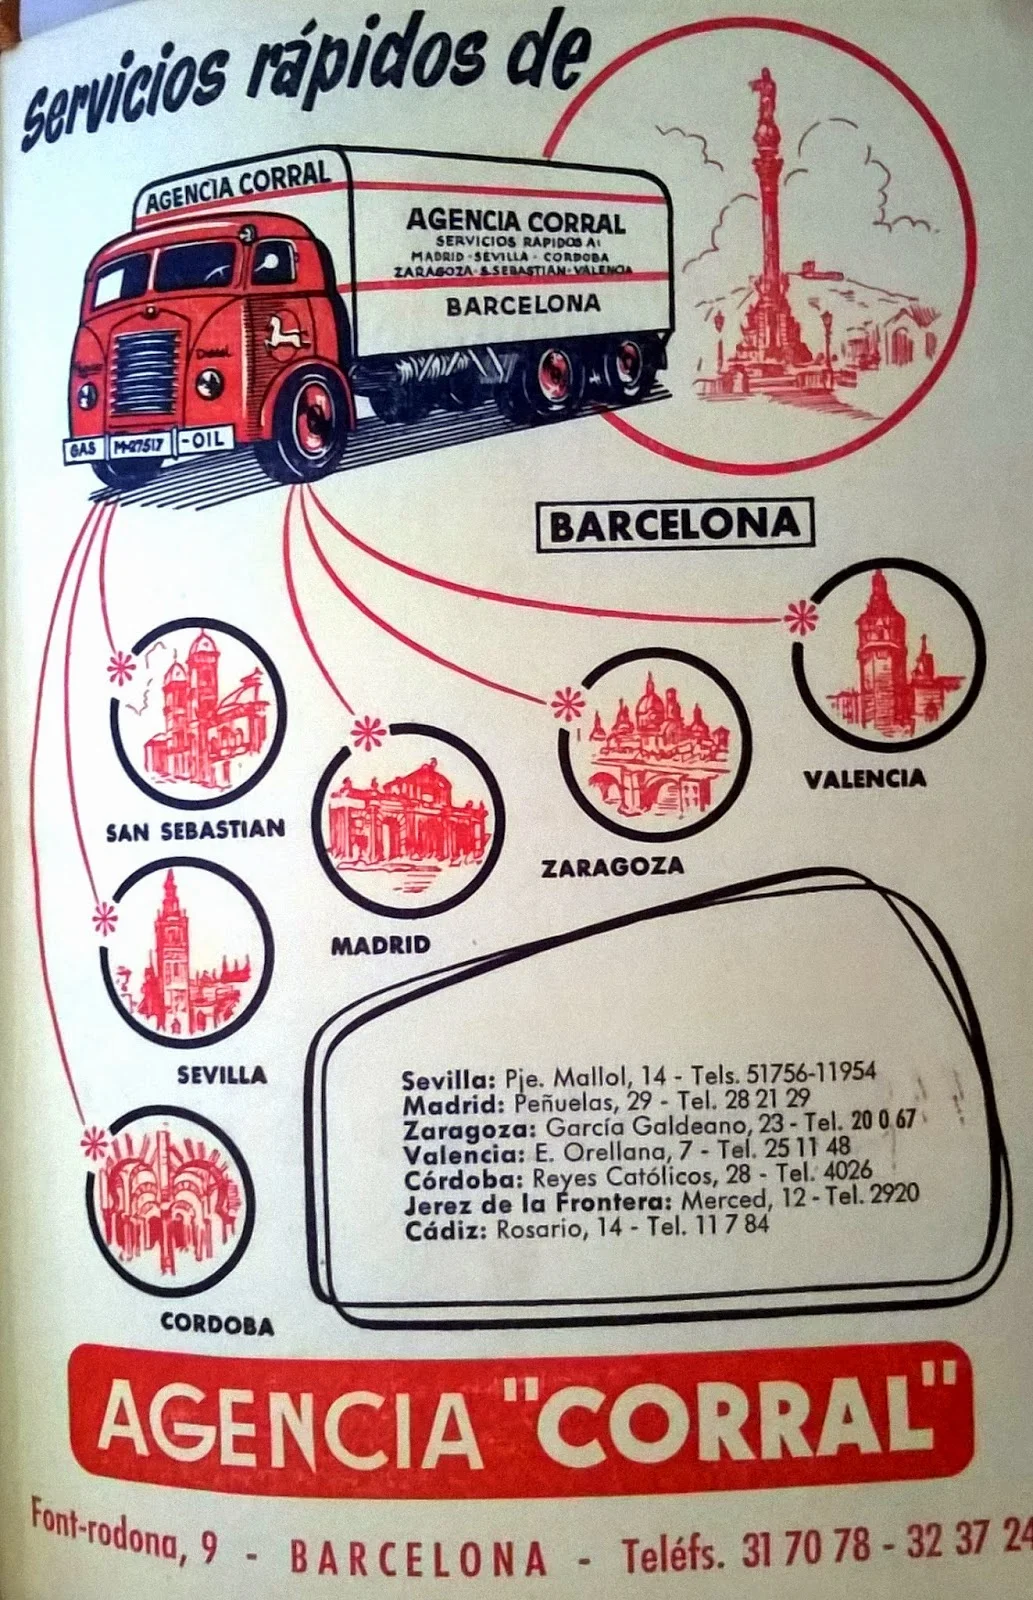 servicios rápidos de
AGENCIA CORRAL
AGENCIA CORRAL
SERVICIOS RAPIDOS A:
MADRID - SEVILLA - CORDOBA
ZARAGOZA - S. SEBASTIAN - VALENCIA
BARCELONA
Diesel
GAS M-27517 -OIL
BARCELONA
VALENCIA
SAN SEBASTIAN
ZARAGOZA
MADRID
SEVILLA
CORDOBA
Sevilla: Pje. Mallol, 14 - Tels. 51756-11954
Madrid: Peñuelas, 29 - Tel. 28 21 29
Zaragoza: García Galdeano, 23 - Tel. 20 0 67
Valencia: E. Orellana, 7 - Tel. 25 11 48
Córdoba: Reyes Católicos, 28 - Tel. 4026
Jerez de la Frontera: Merced, 12 - Tel. 2920
Cádiz: Rosario, 14 - Tel. 11 7 84
AGENCIA "CORRAL"
Font-rodona, 9 - BARCELONA - Teléfs. 31 70 78 - 32 37 24